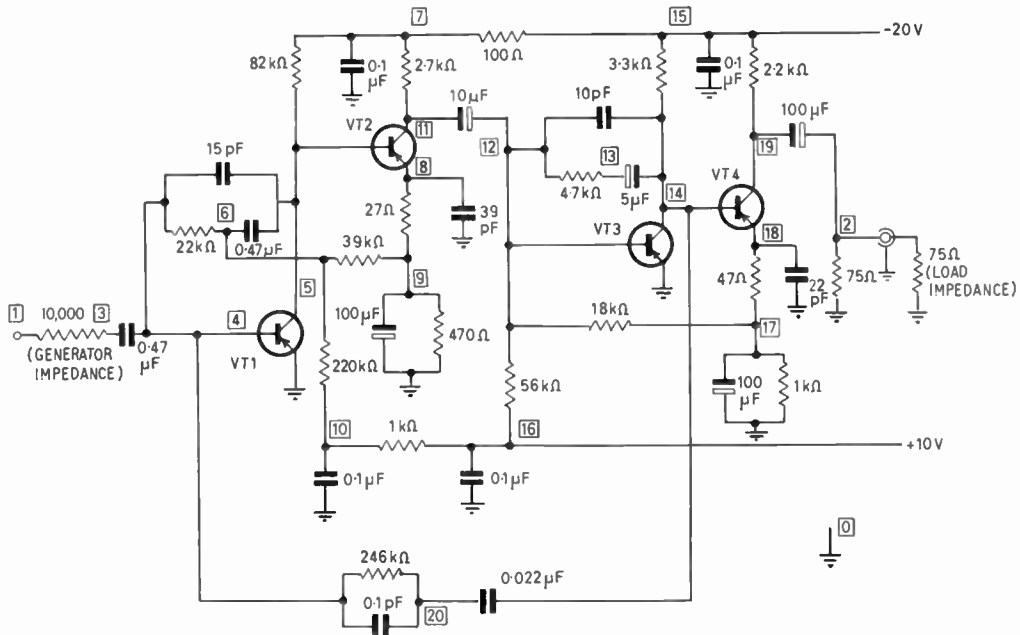 7
15
-20V
82kΩ
0·1
μF
2·7kΩ
100Ω
3·3kΩ
0·1
μF
2·2kΩ
10μF
10pF
100μF
VT2
11
12
13
19
15pF
8
4·7kΩ
5μF
14
VT4
6
27Ω
39
pF
VT3
18
2
22kΩ
0·47μF
39kΩ
47Ω
22
pF
75Ω
75Ω
(LOAD
IMPEDANCE)
9
5
1
10,000
3
4
100μF
470Ω
18kΩ
17
(GENERATOR
IMPEDANCE)
0·47
μF
VT1
220kΩ
56kΩ
100
μF
1kΩ
10
1kΩ
16
+10V
0·1μF
0·1μF
0
246kΩ
0·022μF
0·1pF
20